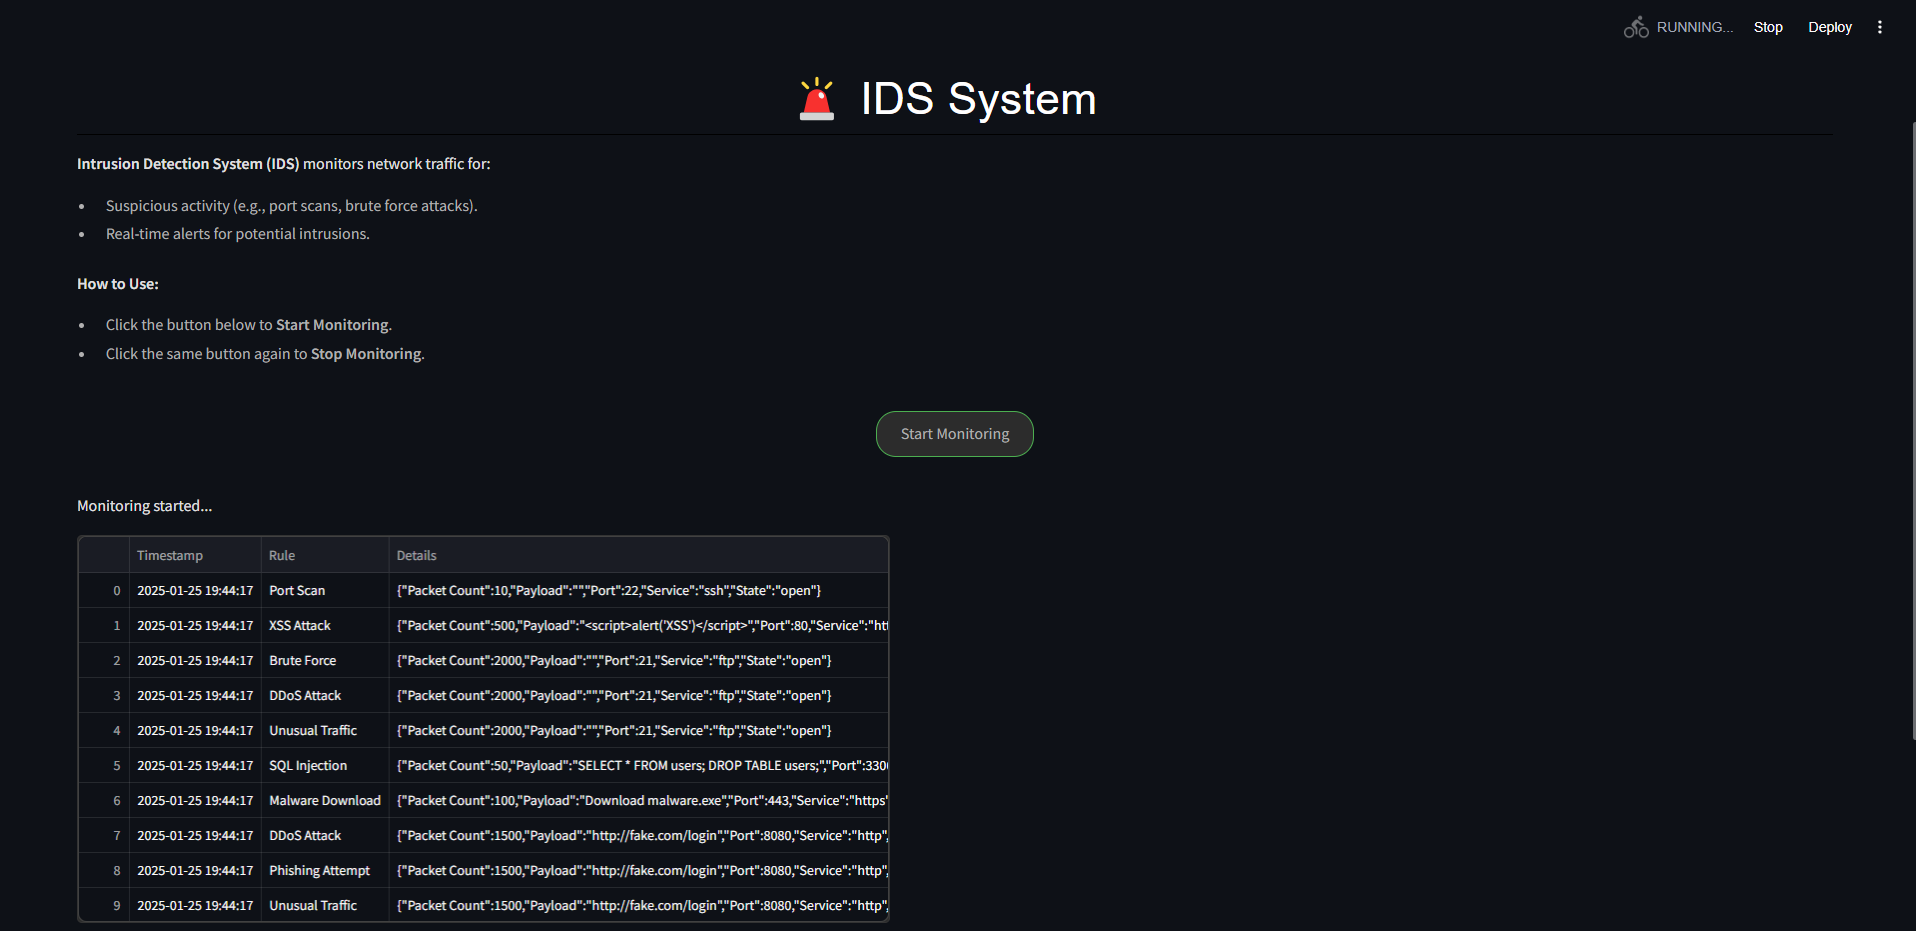 RUNNING... Stop Deploy
IDS System
Intrusion Detection System (IDS) monitors network traffic for:
• Suspicious activity (e.g., port scans, brute force attacks).
• Real-time alerts for potential intrusions.
How to Use:
• Click the button below to Start Monitoring.
• Click the same button again to Stop Monitoring.
Start Monitoring
Monitoring started...
Timestamp Rule Details
0 2025-01-25 19:44:17 Port Scan {"Packet Count":10,"Payload":"","Port":22,"Service":"ssh","State":"open"}
1 2025-01-25 19:44:17 XSS Attack {"Packet Count":500,"Payload":"<script>alert('XSS')</script>","Port":80,"Service":"htt
2 2025-01-25 19:44:17 Brute Force {"Packet Count":2000,"Payload":"","Port":21,"Service":"ftp","State":"open"}
3 2025-01-25 19:44:17 DDoS Attack {"Packet Count":2000,"Payload":"","Port":21,"Service":"ftp","State":"open"}
4 2025-01-25 19:44:17 Unusual Traffic {"Packet Count":2000,"Payload":"","Port":21,"Service":"ftp","State":"open"}
5 2025-01-25 19:44:17 SQL Injection {"Packet Count":50,"Payload":"SELECT * FROM users; DROP TABLE users;","Port":330
6 2025-01-25 19:44:17 Malware Download {"Packet Count":100,"Payload":"Download malware.exe","Port":443,"Service":"https"
7 2025-01-25 19:44:17 DDoS Attack {"Packet Count":1500,"Payload":"http://fake.com/login","Port":8080,"Service":"http",
8 2025-01-25 19:44:17 Phishing Attempt {"Packet Count":1500,"Payload":"http://fake.com/login","Port":8080,"Service":"http",
9 2025-01-25 19:44:17 Unusual Traffic {"Packet Count":1500,"Payload":"http://fake.com/login","Port":8080,"Service":"http",